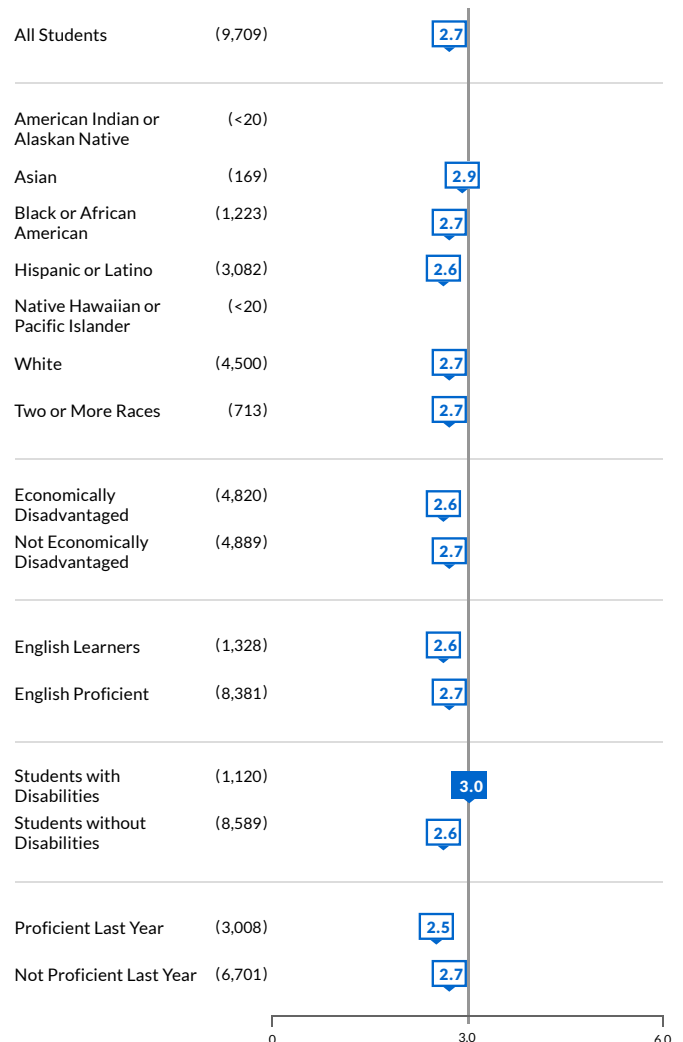 All Students (9,709) 2.7
American Indian or (<20)
Alaskan Native
Asian (169) 2.9
Black or African (1,223)
American 2.7
Hispanic or Latino (3,082) 2.6
Native Hawaiian or (<20)
Pacific Islander
White (4,500) 2.7
Two or More Races (713) 2.7
Economically (4,820)
Disadvantaged 2.6
Not Economically (4,889)
Disadvantaged 2.7
English Learners (1,328) 2.6
English Proficient (8,381) 2.7
Students with (1,120)
Disabilities 3.0
Students without (8,589)
Disabilities 2.6
Proficient Last Year (3,008) 2.5
Not Proficient Last Year (6,701) 2.7
0 3.0 6.0